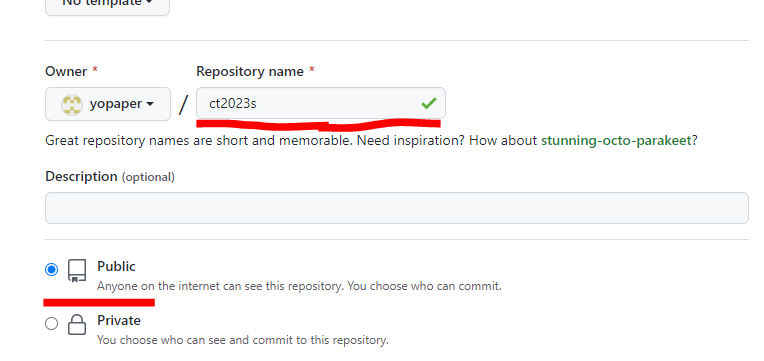 No template
Owner *
Repository name *
yopaper / ct2023s
Great repository names are short and memorable. Need inspiration? How about stunning-octo-parakeet?
Description (optional)
Public
Anyone on the internet can see this repository. You choose who can commit.
Private
You choose who can see and commit to this repository.